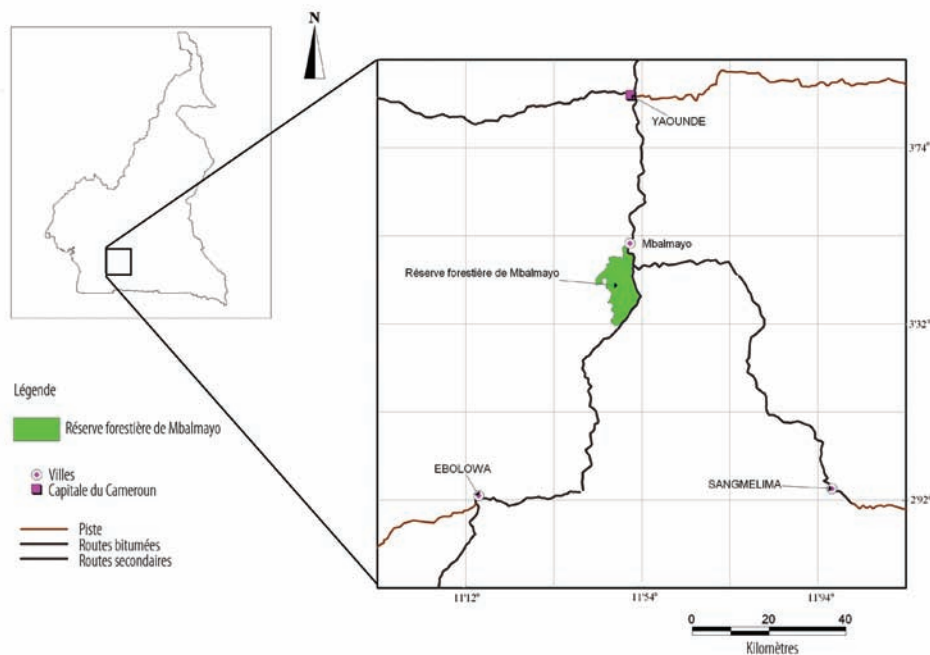 N
YAOUNDE
3'74°
Mbalmayo
Réserve forestière de Mbalmayo
3'32°
Légende
Réserve forestière de Mbalmayo
Villes
Capitale du Cameroun
EBOLOWA
SANGMELIMA
2'92°
Piste
Routes bitumées
Routes secondaires
11'12° 11'54° 11'94°
0 20 40
Kilomètres